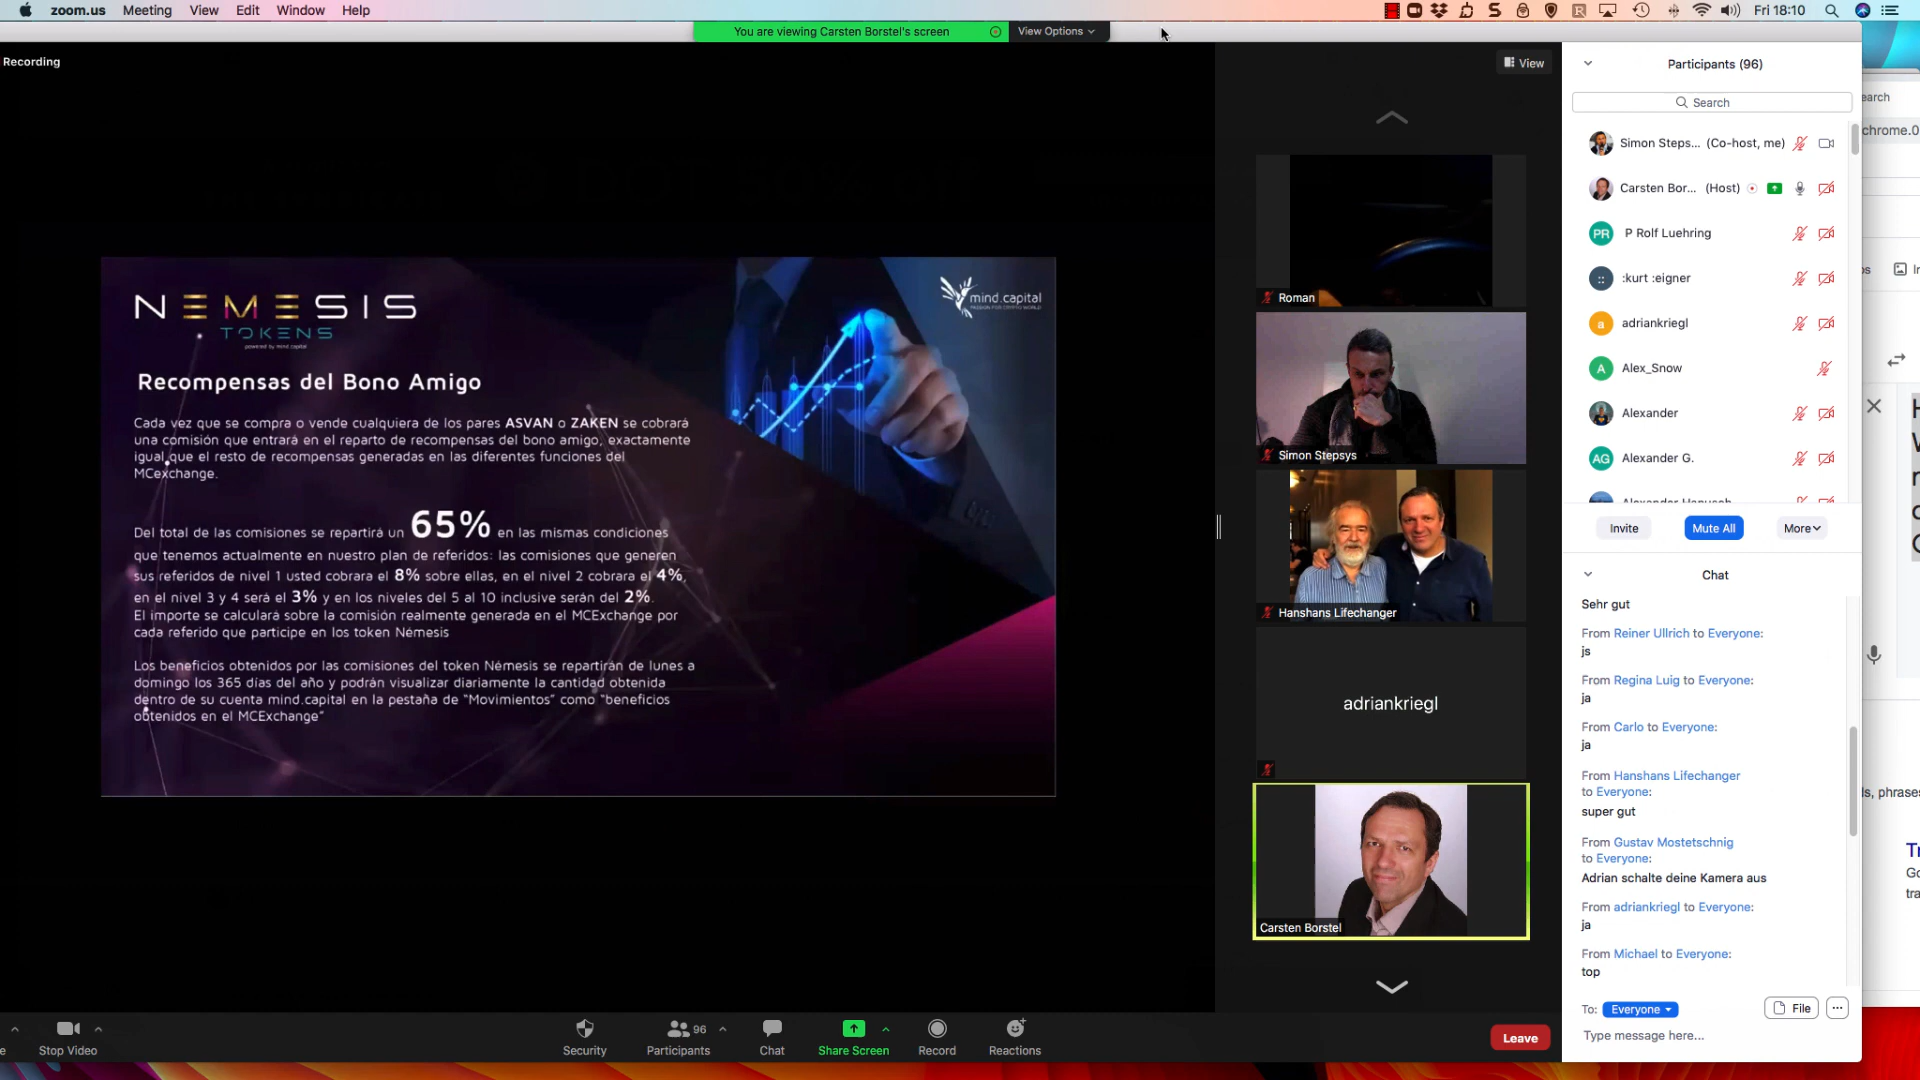 zoom.us Meeting View Edit Window Help
Fri 18:10
You are viewing Carsten Borstel's screen
View Options
Recording
View
NEMESIS
TOKENS
powered by mind.capital
mind.capital
Recompensas del Bono Amigo
Cada vez que se compra o vende cualquiera de los pares ASVAN o ZAKEN se cobrará
una comisión que entrará en el reparto de recompensas del bono amigo, exactamente
igual que el resto de recompensas generadas en las diferentes funciones del
MCexchange.
Del total de las comisiones se repartirá un 65% en las mismas condiciones
que tenemos actualmente en nuestro plan de referidos: las comisiones que generen
sus referidos de nivel 1 usted cobrara el 8% sobre ellas, en el nivel 2 cobrara el 4%,
en el nivel 3 y 4 será el 3% y en los niveles del 5 al 10 inclusive serán del 2%.
El importe se calculará sobre la comisión realmente generada en el MCExchange por
cada referido que participe en los token Némesis
Los beneficios obtenidos por las comisiones del token Némesis se repartirán de lunes a
domingo los 365 días del año y podrán visualizar diariamente la cantidad obtenida
dentro de su cuenta mind.capital en la pestaña de "Movimientos" como "beneficios
obtenidos en el MCExchange"
Roman
Simon Stepsys
Hanshans Lifechanger
adriankriegl
Carsten Borstel
Participants (96)
Search
Simon Steps... (Co-host, me)
Carsten Bor... (Host)
PR P Rolf Luehring
:: :kurt :eigner
a adriankriegl
A Alex_Snow
Alexander
AG Alexander G.
Invite
Mute All
More
Chat
Sehr gut
From Reiner Ullrich to Everyone:
js
From Regina Luig to Everyone:
ja
From Carlo to Everyone:
ja
From Hanshans Lifechanger
to Everyone:
super gut
From Gustav Mostetschnig
to Everyone:
Adrian schalte deine Kamera aus
From adriankriegl to Everyone:
ja
From Michael to Everyone:
top
To: Everyone
File
Type message here...
Stop Video
Security
96
Participants
Chat
Share Screen
Record
Reactions
Leave
earch
chrome.0
ls, phrases